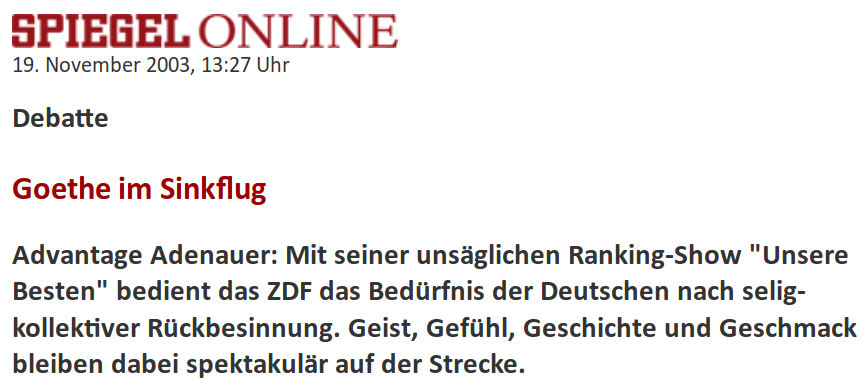 SPIEGEL ONLINE
19. November 2003, 13:27 Uhr
Debatte
Goethe im Sinkflug
Advantage Adenauer: Mit seiner unsäglichen Ranking-Show "Unsere
Besten" bedient das ZDF das Bedürfnis der Deutschen nach selig-
kollektiver Rückbesinnung. Geist, Gefühl, Geschichte und Geschmack
bleiben dabei spektakulär auf der Strecke.